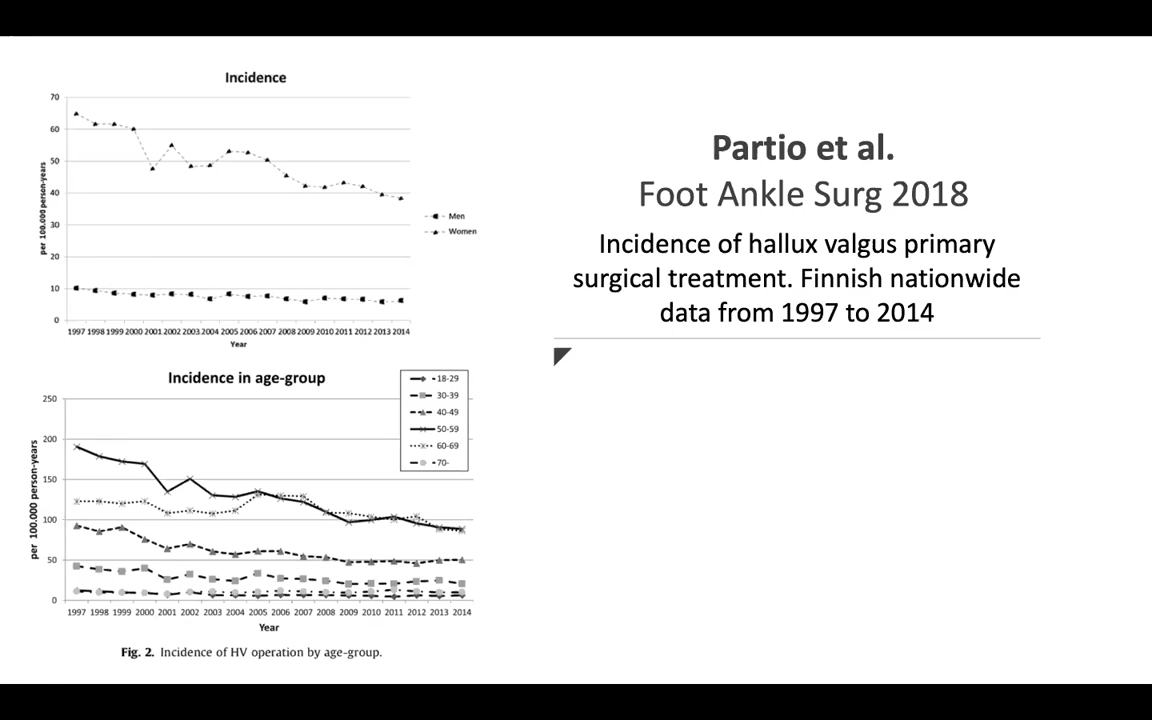 Incidence
70
60
50
40
30
20
10
0
per 100.000 person-years
1997 1998 1999 2000 2001 2002 2003 2004 2005 2006 2007 2008 2009 2010 2011 2012 2013 2014
Year
Men
Women
Incidence in age-group
250
200
150
100
50
0
per 100.000 person-years
1997 1998 1999 2000 2001 2002 2003 2004 2005 2006 2007 2008 2009 2010 2011 2012 2013 2014
Year
18-29
30-39
40-49
50-59
60-69
70-
Fig. 2. Incidence of HV operation by age-group.
Partio et al.
Foot Ankle Surg 2018
Incidence of hallux valgus primary
surgical treatment. Finnish nationwide
data from 1997 to 2014